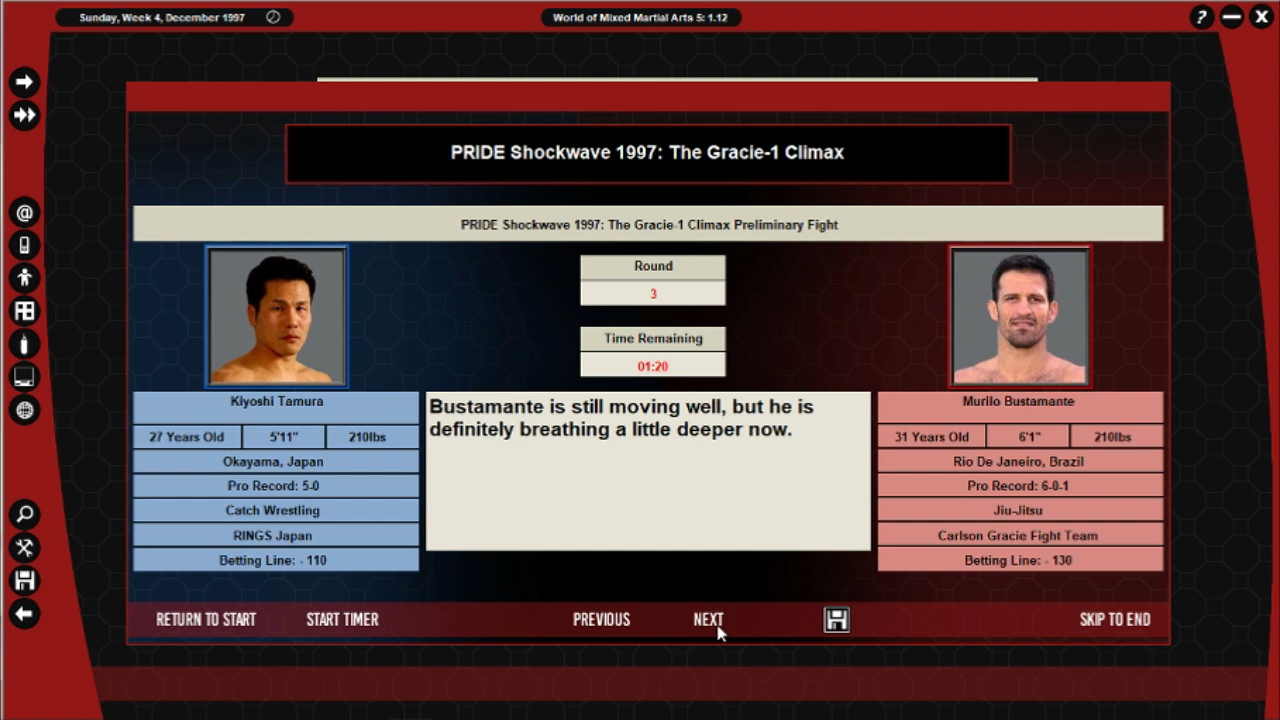 Sunday, Week 4, December 1997
World of Mixed Martial Arts 5: 1.12
?
X
@
PRIDE Shockwave 1997: The Gracie-1 Climax
PRIDE Shockwave 1997: The Gracie-1 Climax Preliminary Fight
Round
3
Time Remaining
01:20
Kiyoshi Tamura
27 Years Old
5'11"
210lbs
Okayama, Japan
Pro Record: 5-0
Catch Wrestling
RINGS Japan
Betting Line: - 110
Bustamante is still moving well, but he is
definitely breathing a little deeper now.
Murilo Bustamante
31 Years Old
6'1"
210lbs
Rio De Janeiro, Brazil
Pro Record: 6-0-1
Jiu-Jitsu
Carlson Gracie Fight Team
Betting Line: - 130
RETURN TO START
START TIMER
PREVIOUS
NEXT
SKIP TO END